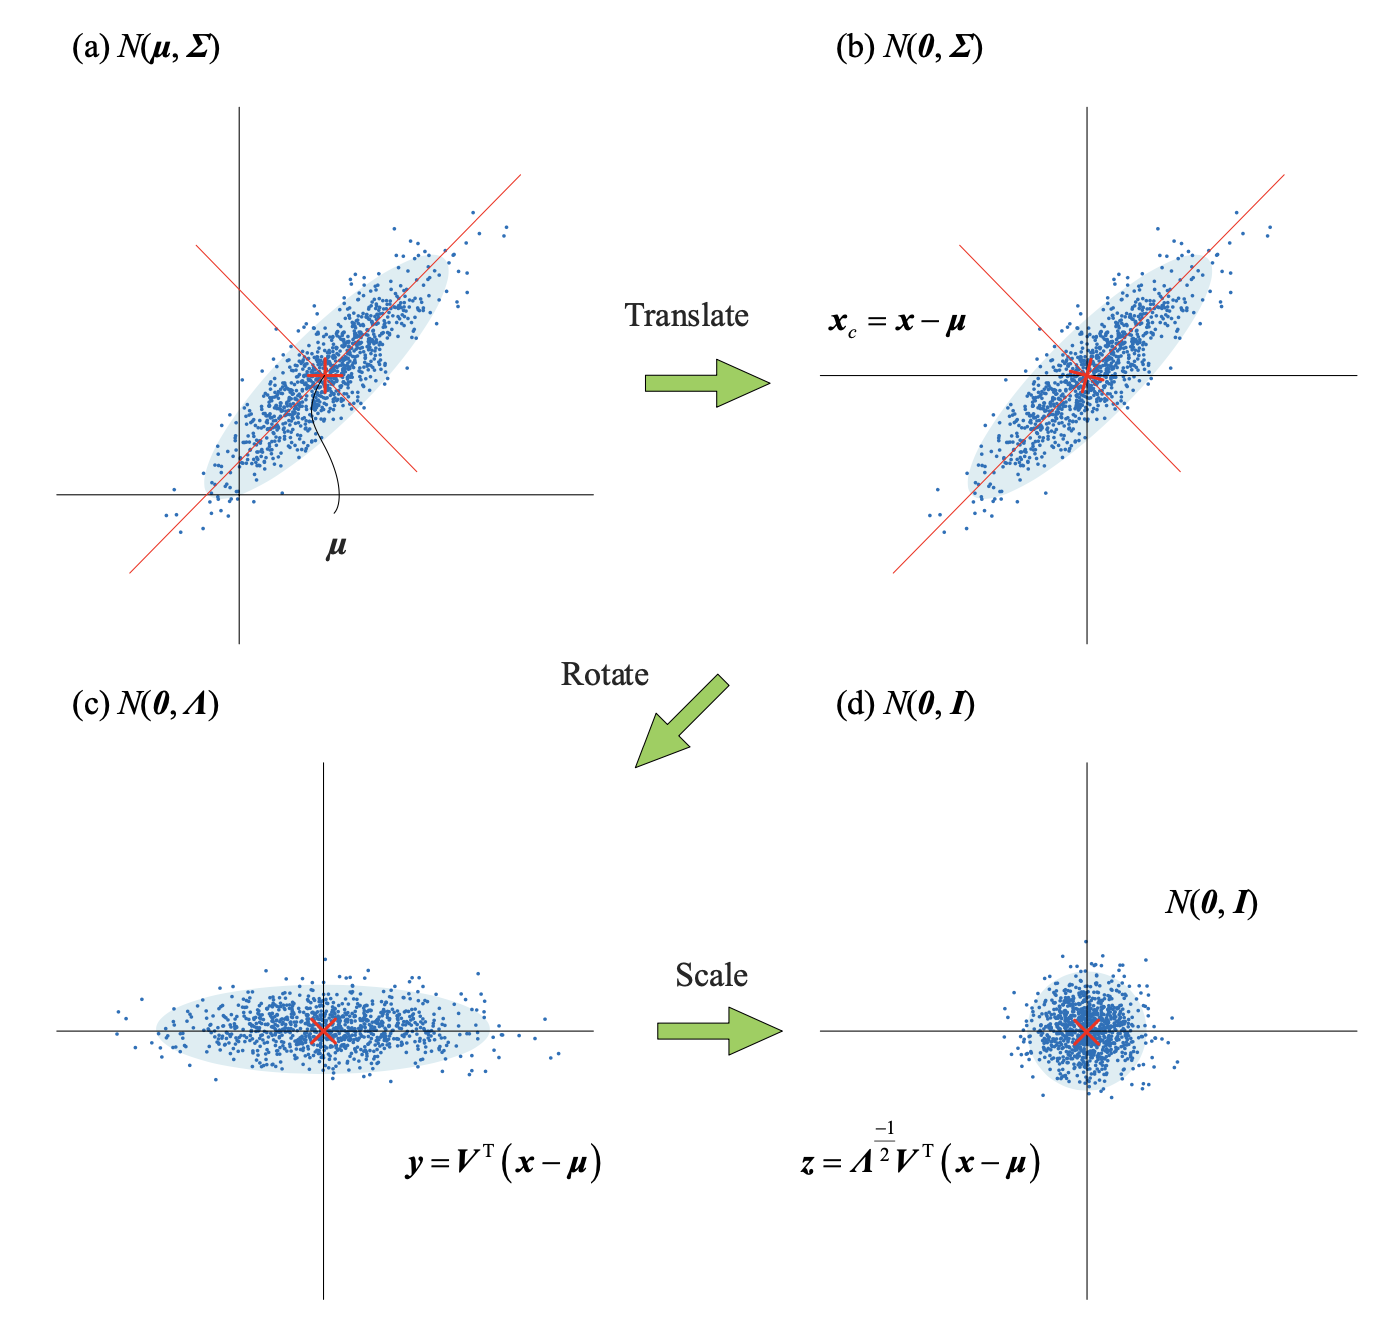 (a) N(μ, Σ)
(b) N(0, Σ)
Translate
x_c = x − μ
μ
Rotate
(c) N(0, Λ)
(d) N(0, I)
N(0, I)
Scale
y = V^T (x − μ)
z = Λ^(-1/2) V^T (x − μ)